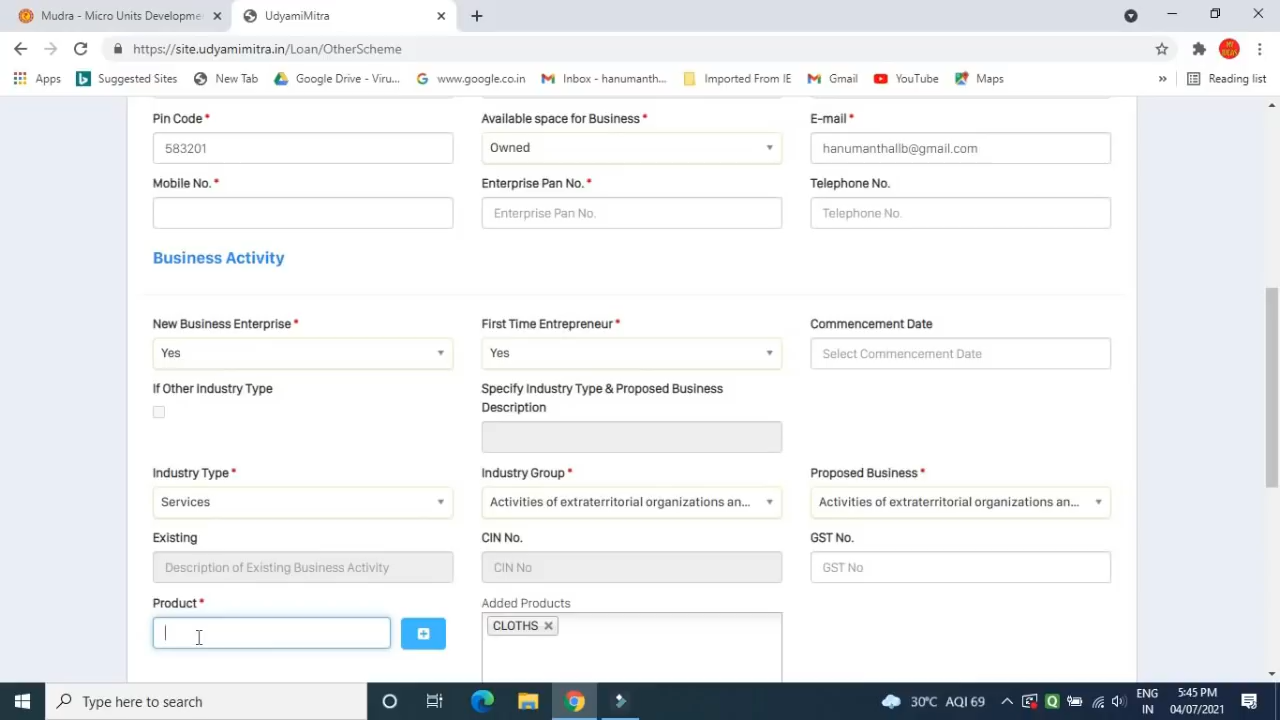 Mudra - Micro Units Developme
UdyamiMitra
https://site.udyamimitra.in/Loan/OtherScheme
Apps
Suggested Sites
New Tab
Google Drive - Viru...
www.google.co.in
Inbox - hanumanth...
Imported From IE
Gmail
YouTube
Maps
»
Reading list
Pin Code * Available space for Business * E-mail *
583201 Owned hanumanthallb@gmail.com
Mobile No. * Enterprise Pan No. * Telephone No.
Enterprise Pan No. Telephone No.
Business Activity
New Business Enterprise * First Time Entrepreneur * Commencement Date
Yes Yes Select Commencement Date
If Other Industry Type Specify Industry Type & Proposed Business
Description
Industry Type * Industry Group * Proposed Business *
Services Activities of extraterritorial organizations an... Activities of extraterritorial organizations an...
Existing CIN No. GST No.
Description of Existing Business Activity CIN No GST No
Product * Added Products
CLOTHS
Type here to search
30°C AQI 69
ENG
IN
5:45 PM
04/07/2021